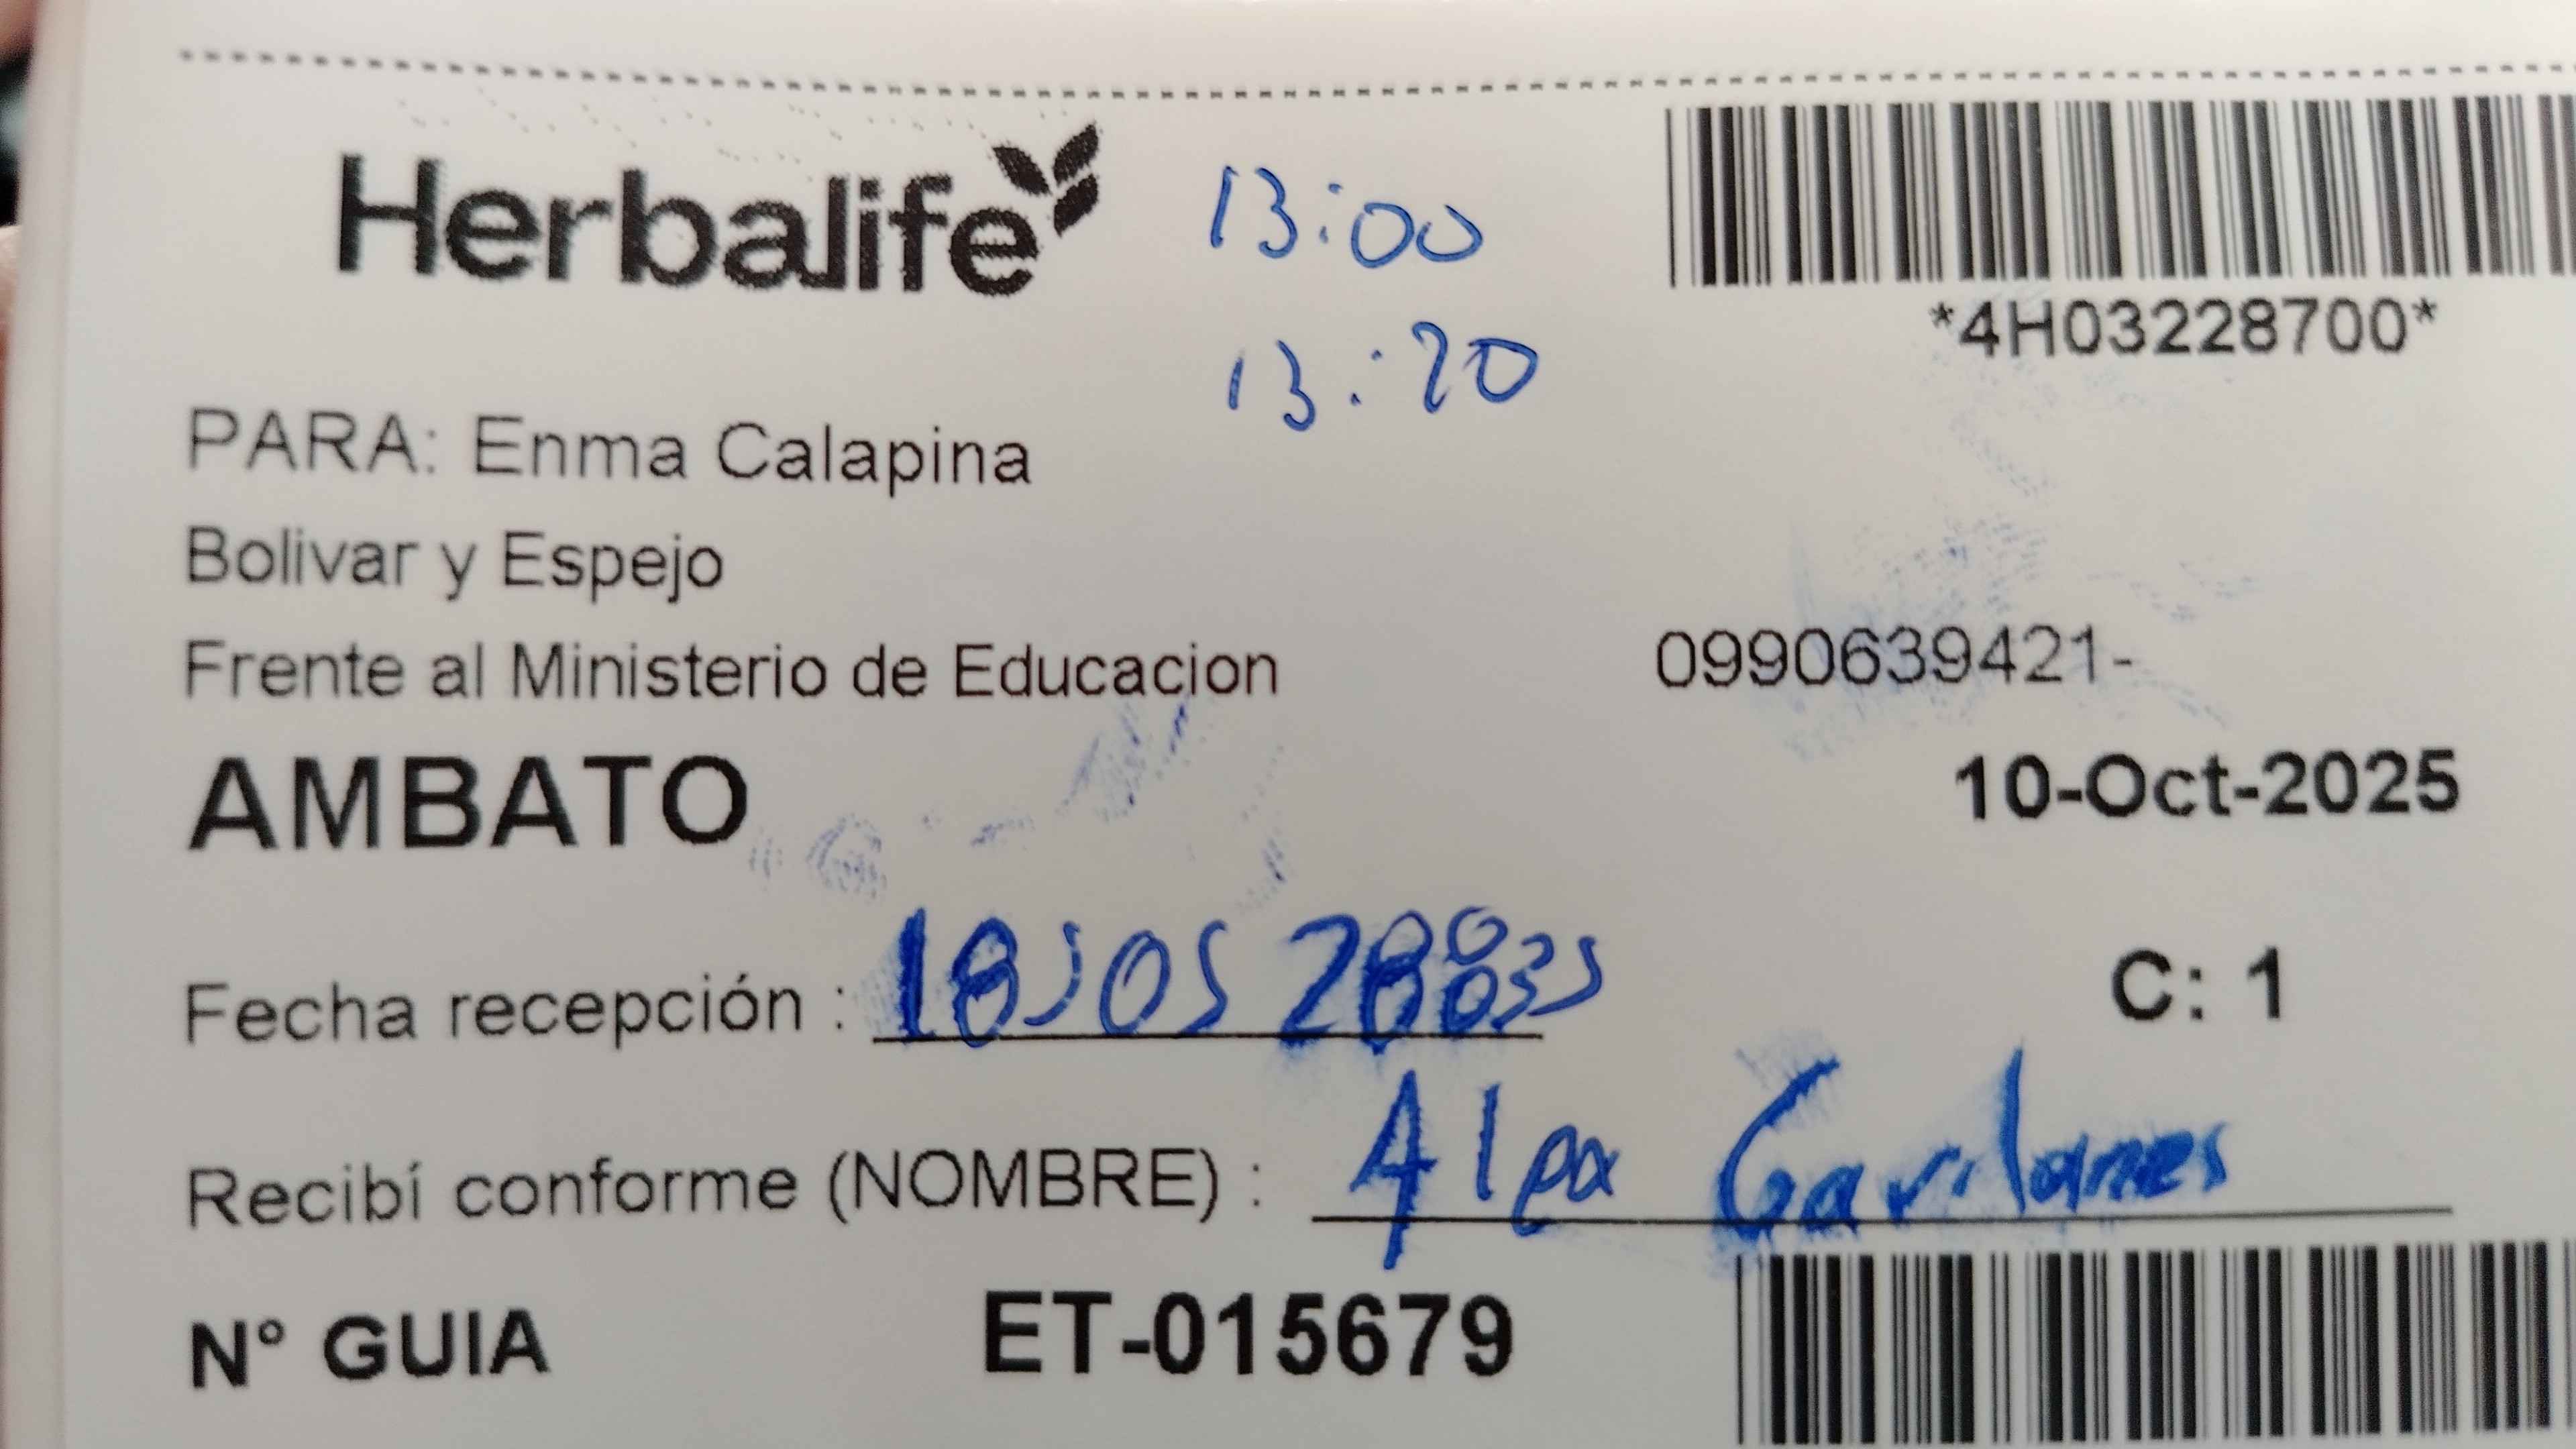 Herbalife
13:00
*4H03228700*
13:20
PARA: Enma Calapina
Bolivar y Espejo
Frente al Ministerio de Educacion 0990639421-
AMBATO 10-Oct-2025
Fecha recepción :
C: 1
Recibí conforme (NOMBRE) : Gavilanes
N° GUIA ET-015679